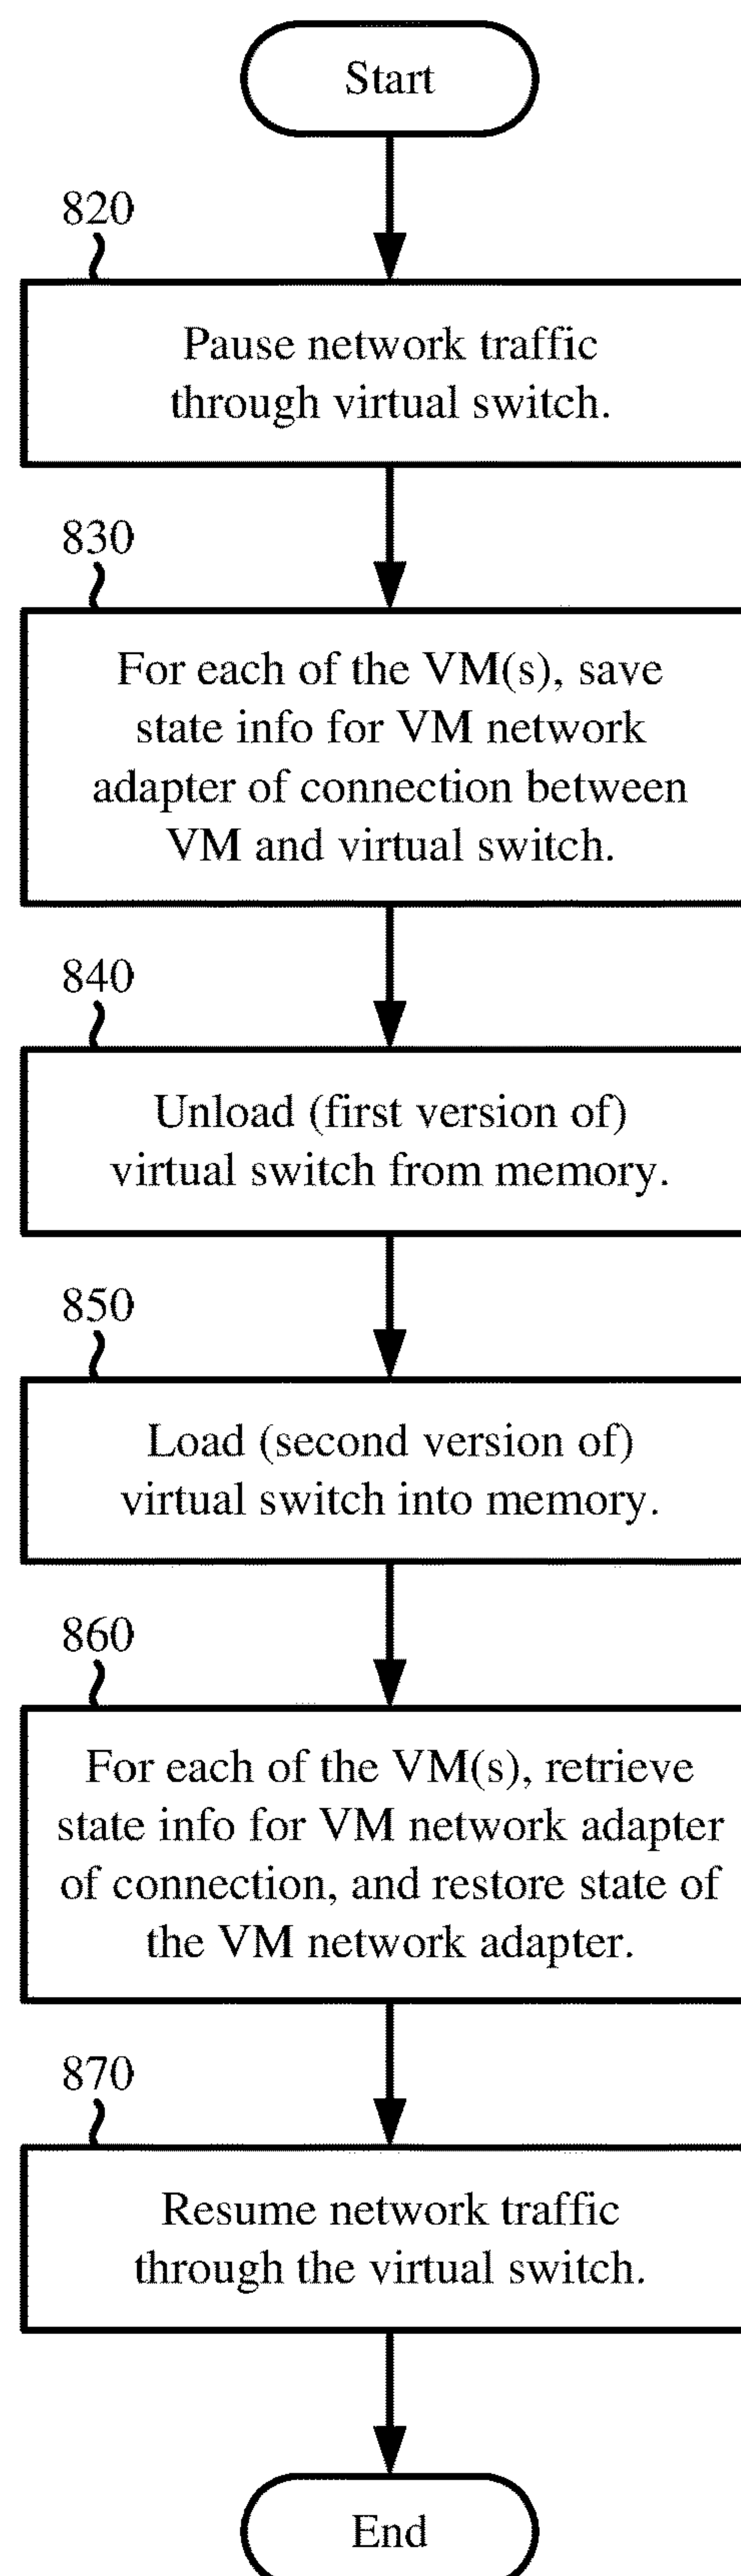 Start
820
Pause network traffic
through virtual switch.
830
For each of the VM(s), save
state info for VM network
adapter of connection between
VM and virtual switch.
840
Unload (first version of)
virtual switch from memory.
850
Load (second version of)
virtual switch into memory.
860
For each of the VM(s), retrieve
state info for VM network adapter
of connection, and restore state of
the VM network adapter.
870
Resume network traffic
through the virtual switch.
End